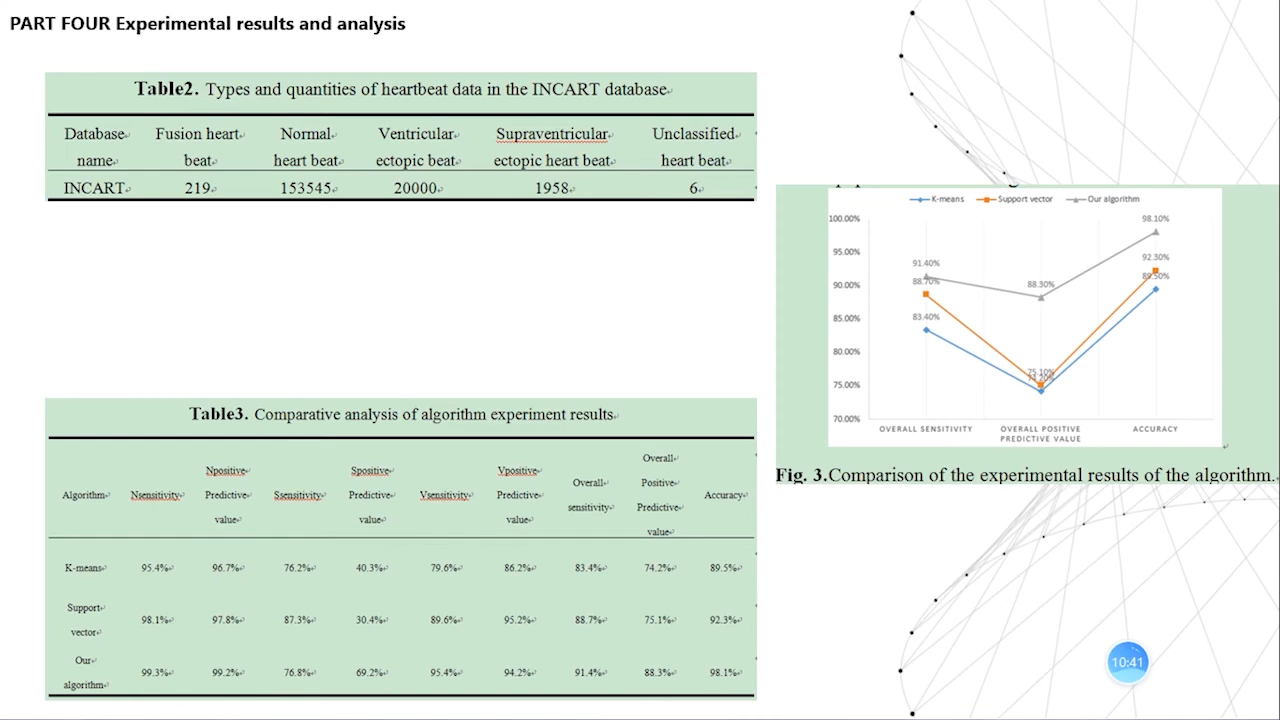 PART FOUR Experimental results and analysis
Table2. Types and quantities of heartbeat data in the INCART database
Database name Fusion heart beat Normal heart beat Ventricular ectopic beat Supraventricular ectopic heart beat Unclassified heart beat
INCART 219 153545 20000 1958 6
K-means Support vector Our algorithm
100.00%
95.00%
90.00%
85.00%
80.00%
75.00%
70.00%
91.40%
88.70%
83.40%
88.30%
75.10%
98.10%
92.30%
89.50%
OVERALL SENSITIVITY
OVERALL POSITIVE
PREDICTIVE VALUE
ACCURACY
Fig. 3.Comparison of the experimental results of the algorithm.
Table3. Comparative analysis of algorithm experiment results
Algorithm Nsensitivity Npositive Predictive value Ssensitivity Spositive Predictive value Vsensitivity Vpositive Predictive value Overall sensitivity Overall Positive Predictive value Accuracy
K-means 95.4% 96.7% 76.2% 40.3% 79.6% 86.2% 83.4% 74.2% 89.5%
Support vector 98.1% 97.8% 87.3% 30.4% 89.6% 95.2% 88.7% 75.1% 92.3%
Our algorithm 99.3% 99.2% 76.8% 69.2% 95.4% 94.2% 91.4% 88.3% 98.1%
10:41